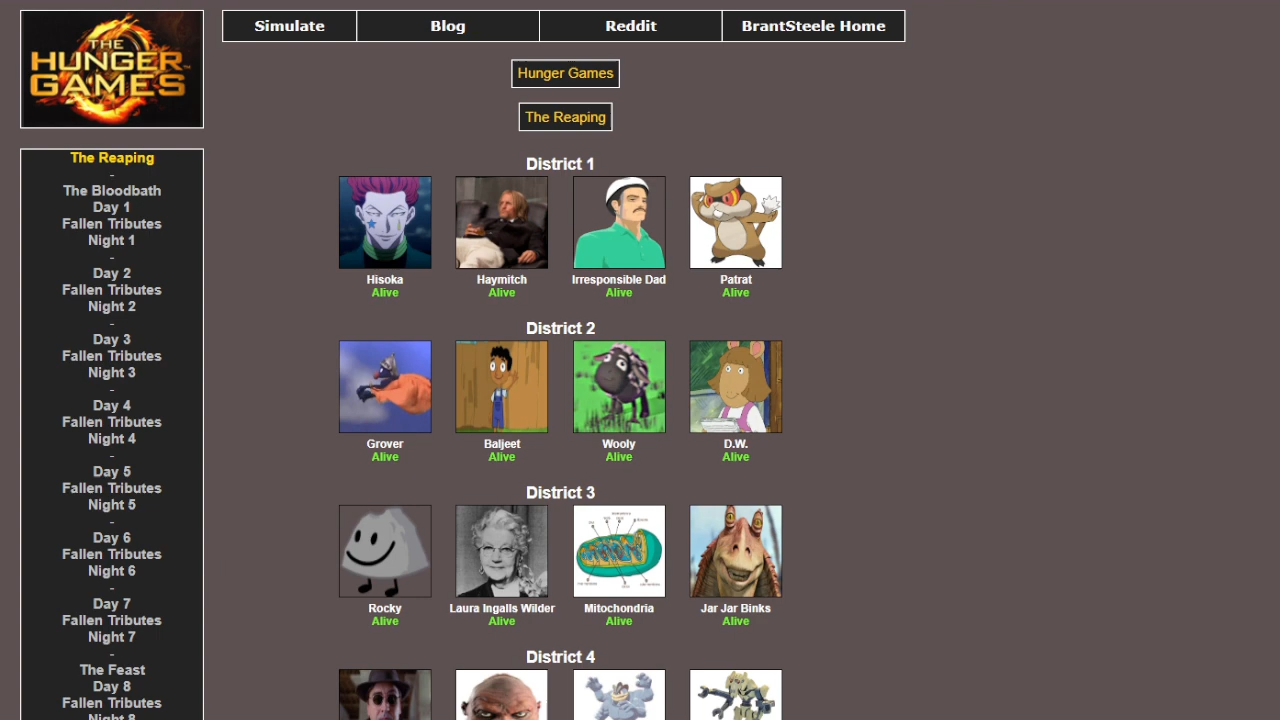 THE
HUNGER
GAMES
Simulate
Blog
Reddit
BrantSteele Home
Hunger Games
The Reaping
The Reaping
-
The Bloodbath
Day 1
Fallen Tributes
Night 1
-
Day 2
Fallen Tributes
Night 2
-
Day 3
Fallen Tributes
Night 3
-
Day 4
Fallen Tributes
Night 4
-
Day 5
Fallen Tributes
Night 5
-
Day 6
Fallen Tributes
Night 6
-
Day 7
Fallen Tributes
Night 7
-
The Feast
Day 8
Fallen Tributes
Night 8
District 1
Hisoka
Alive
Haymitch
Alive
Irresponsible Dad
Alive
Patrat
Alive
District 2
Grover
Alive
Baljeet
Alive
Wooly
Alive
D.W.
Alive
District 3
Rocky
Alive
Laura Ingalls Wilder
Alive
Mitochondria
Alive
Jar Jar Binks
Alive
District 4